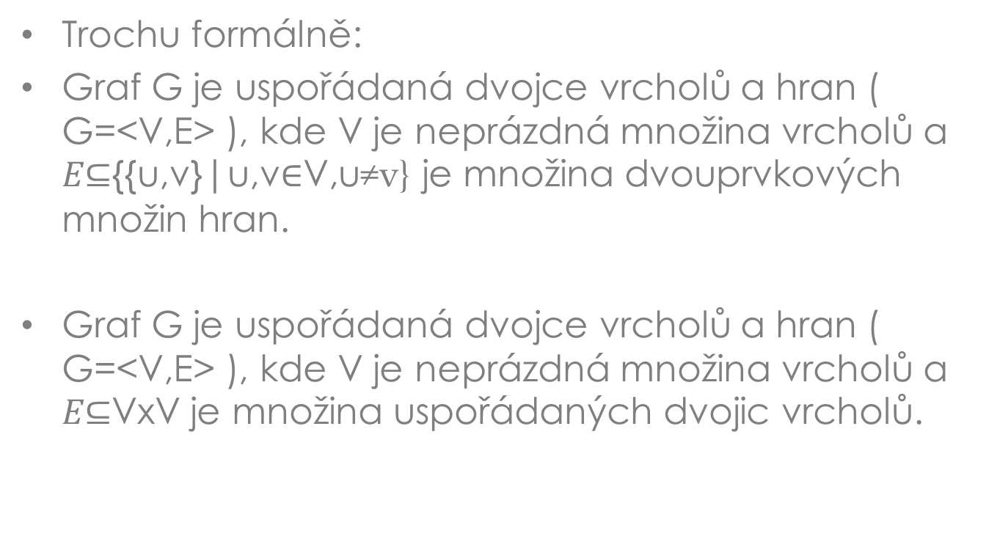 • Trochu formálně:
• Graf G je uspořádaná dvojce vrcholů a hran (
G=<V,E> ), kde V je neprázdná množina vrcholů a
E⊆{{u,v}|u,v∈V,u≠v} je množina dvouprvkových
množin hran.
• Graf G je uspořádaná dvojce vrcholů a hran (
G=<V,E> ), kde V je neprázdná množina vrcholů a
E⊆VxV je množina uspořádaných dvojic vrcholů.